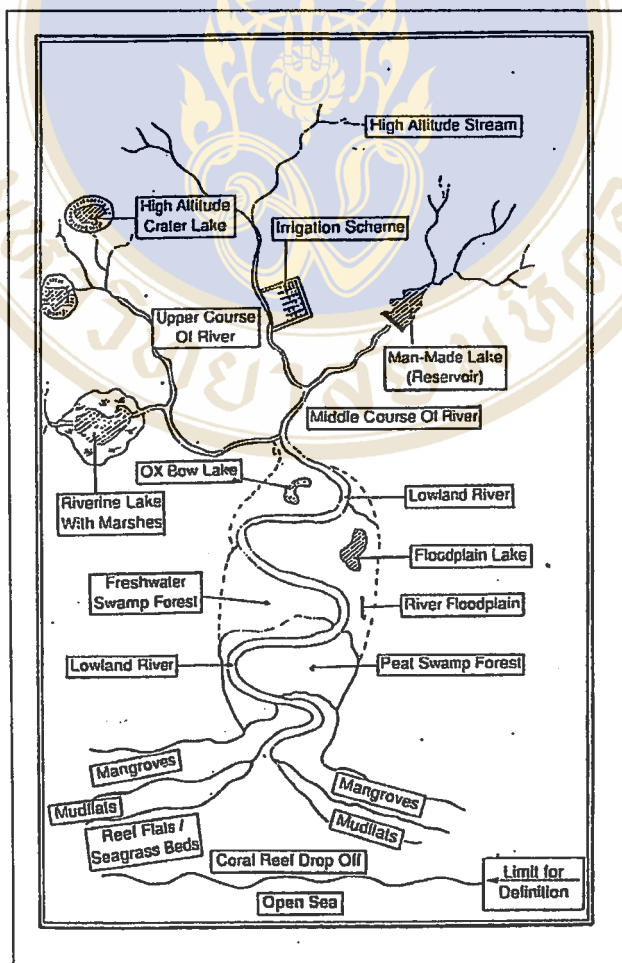 High Altitude Stream
High Altitude
Crater Lake
Irrigation Scheme
Upper Course
Of River
Man-Made Lake
(Reservoir)
Middle Course Of River
OX Bow Lake
Lowland River
Riverine Lake
With Marshes
Floodplain Lake
Freshwater
Swamp Forest
River Floodplain
Lowland River
Peat Swamp Forest
Mangroves
Mangroves
Mudflats
Mudflats
Reef Flats /
Seagrass Beds
Coral Reef Drop Off
Limit for
Definition
Open Sea